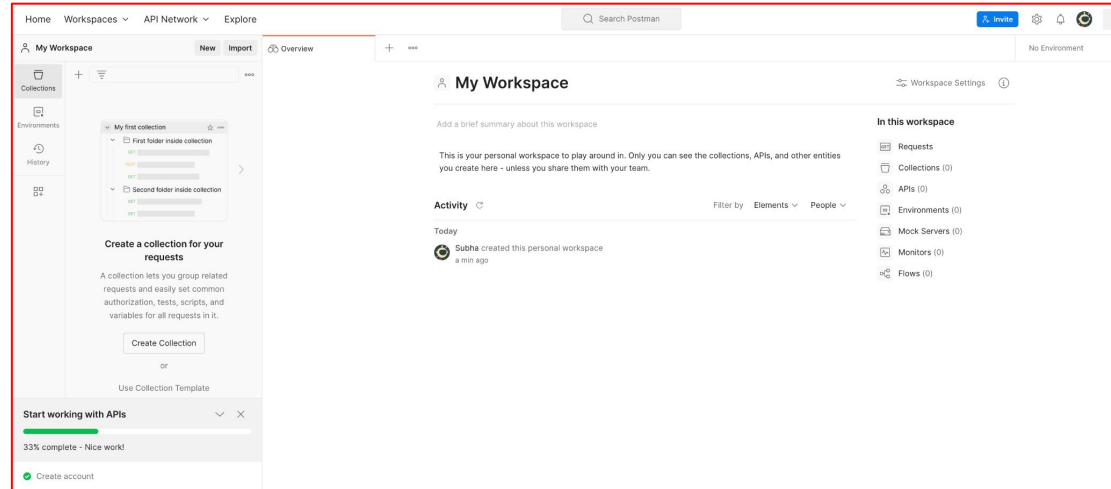 Home Workspaces API Network Explore Search Postman Invite
My Workspace New Import Overview No Environment
Collections
Environments
History
My first collection
First folder inside collection
GET
POST
GET
Second folder inside collection
GET
GET
Create a collection for your
requests
A collection lets you group related
requests and easily set common
authorization, tests, scripts, and
variables for all requests in it.
Create Collection
or
Use Collection Template
Start working with APIs
33% complete - Nice work!
Create account
My Workspace Workspace Settings
Add a brief summary about this workspace
This is your personal workspace to play around in. Only you can see the collections, APIs, and other entities
you create here - unless you share them with your team.
Activity Filter by Elements People
Today
Subha created this personal workspace
a min ago
In this workspace
GET Requests
Collections (0)
APIs (0)
Environments (0)
Mock Servers (0)
Monitors (0)
Flows (0)